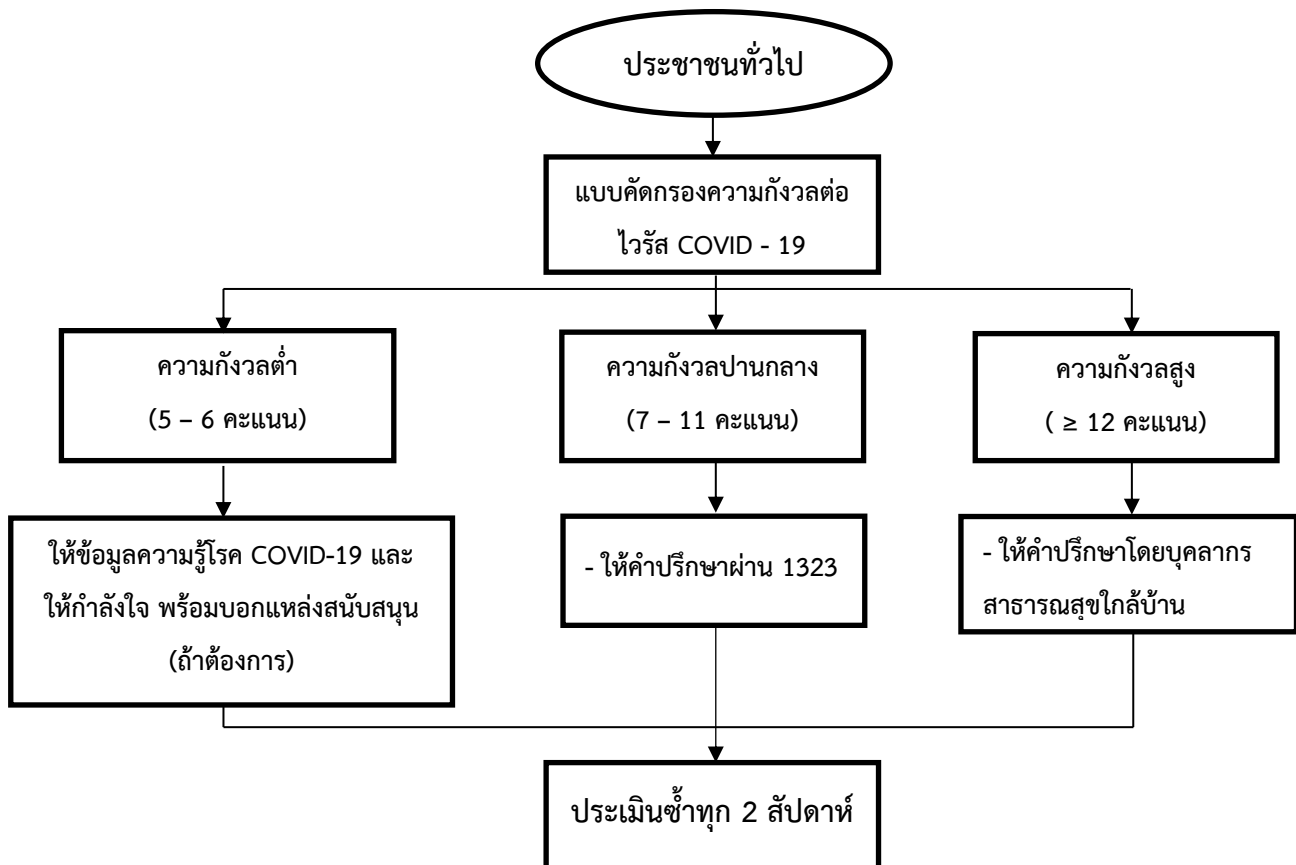 ประชาชนทั่วไป
แบบคัดกรองความกังวลต่อ
ไวรัส COVID - 19
ความกังวลต่ำ
(5 – 6 คะแนน)
ความกังวลปานกลาง
(7 – 11 คะแนน)
ความกังวลสูง
( ≥ 12 คะแนน)
ให้ข้อมูลความรู้โรค COVID-19 และ
ให้กำลังใจ พร้อมบอกแหล่งสนับสนุน
(ถ้าต้องการ)
- ให้คำปรึกษาผ่าน 1323
- ให้คำปรึกษาโดยบุคลากร
สาธารณสุขใกล้บ้าน
ประเมินซ้ำทุก 2 สัปดาห์